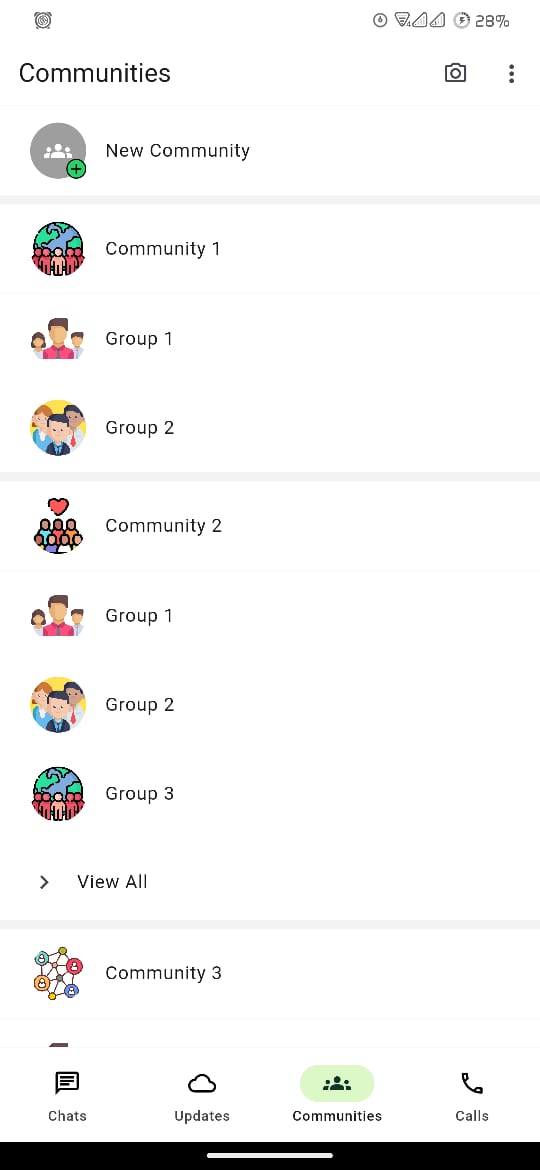 28%
Communities
New Community
Community 1
Group 1
Group 2
Community 2
Group 1
Group 2
Group 3
View All
Community 3
Chats
Updates
Communities
Calls